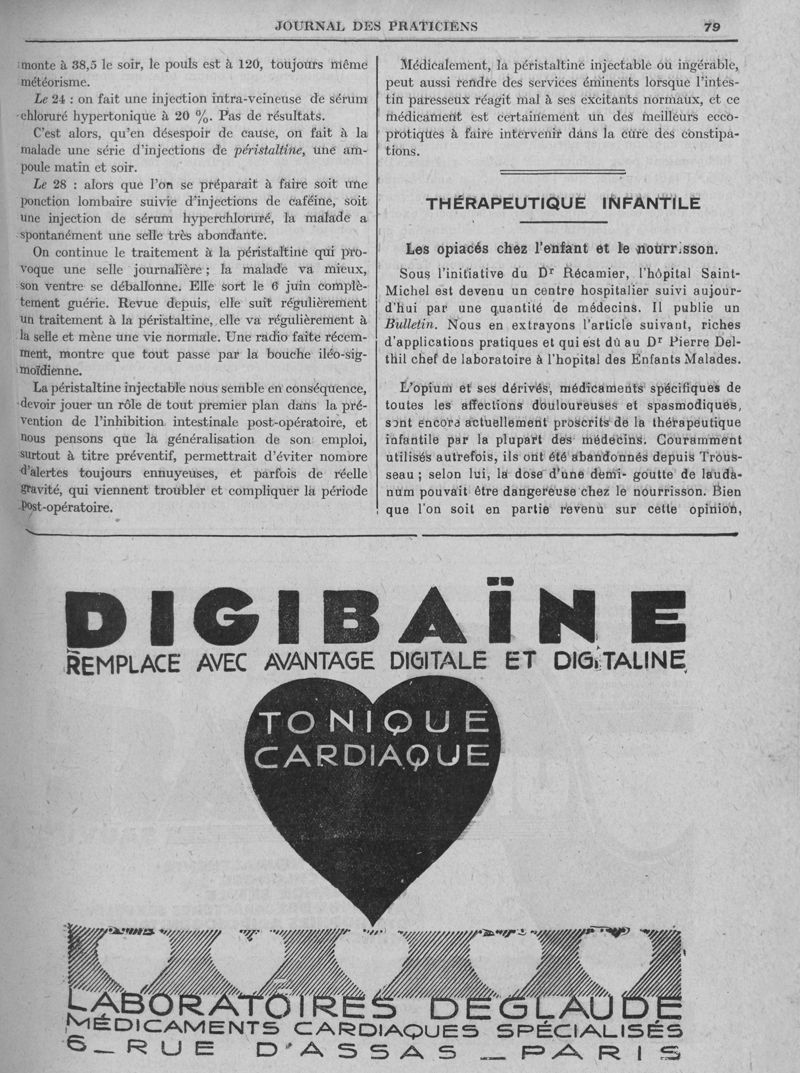 JOURNAL DES PRATICIENS 79
monte à 38,5 le soir, le pouls est à 120, toujours même
météorisme.
Le 24 : on fait une injection intra-veineuse de sérum
chloruré hypertonique à 20 %. Pas de résultats.
C'est alors, qu'en désespoir de cause, on fait à la
malade une série d'injections de péristaltine, une am-
poule matin et soir.
Le 28 : alors que l'on se préparait à faire soit une
ponction lombaire suivie d'injections de caféine, soit
une injection de sérum hyperchloruré, la malade a
spontanément une selle très abondante.
On continue le traitement à la péristaltine qui pro-
voque une selle journalière ; la malade va mieux,
son ventre se déballonne. Elle sort le 6 juin complè-
tement guérie. Revue depuis, elle suit régulièrement
un traitement à la péristaltine, elle va régulièrement à
la selle et mène une vie normale. Une radio faite récem-
ment, montre que tout passe par la bouche iléo-sig-
moïdienne.
La péristaltine injectable nous semble en conséquence,
devoir jouer un rôle de tout premier plan dans la pré-
vention de l'inhibition intestinale post-opératoire, et
nous pensons que la généralisation de son emploi,
surtout à titre préventif, permettrait d'éviter nombre
d'alertes toujours ennuyeuses, et parfois de réelle
gravité, qui viennent troubler et compliquer la période
post-opératoire.
Médicalement, la péristaltine injectable ou ingérable,
peut aussi rendre des services éminents lorsque l'intes-
tin paresseux réagit mal à ses excitants normaux, et ce
médicament est certainement un des meilleurs ecco-
protiques à faire intervenir dans la cure des constipa-
tions.
THÉRAPEUTIQUE INFANTILE
Les opiacés chez l'enfant et le nourrisson.
Sous l'initiative du Dr Récamier, l'hôpital Saint-
Michel est devenu un centre hospitalier suivi aujour-
d'hui par une quantité de médecins. Il publie un
Bulletin. Nous en extrayons l'article suivant, riches
d'applications pratiques et qui est dû au Dr Pierre Del-
thil chef de laboratoire à l'hopital des Enfants Malades.
L'opium et ses dérivés, médicaments spécifiques de
toutes les affections douloureuses et spasmodiques,
sont encore actuellement proscrits de la thérapeutique
infantile par la plupart des médecins. Couramment
utilisés autrefois, ils ont été abandonnés depuis Trous-
seau ; selon lui, la dose d'une demi- goutte de lauda-
num pouvait être dangereuse chez le nourrisson. Bien
que l'on soit en partie revenu sur cette opinion,
DIGIBAÏNE
REMPLACE AVEC AVANTAGE DIGITALE ET DIGITALINE
TONIQUE
CARDIAQUE
LABORATOIRES DEGLAUDE
MÉDICAMENTS CARDIAQUES SPÉCIALISÉS
6 _ RUE D'ASSAS _ PARIS